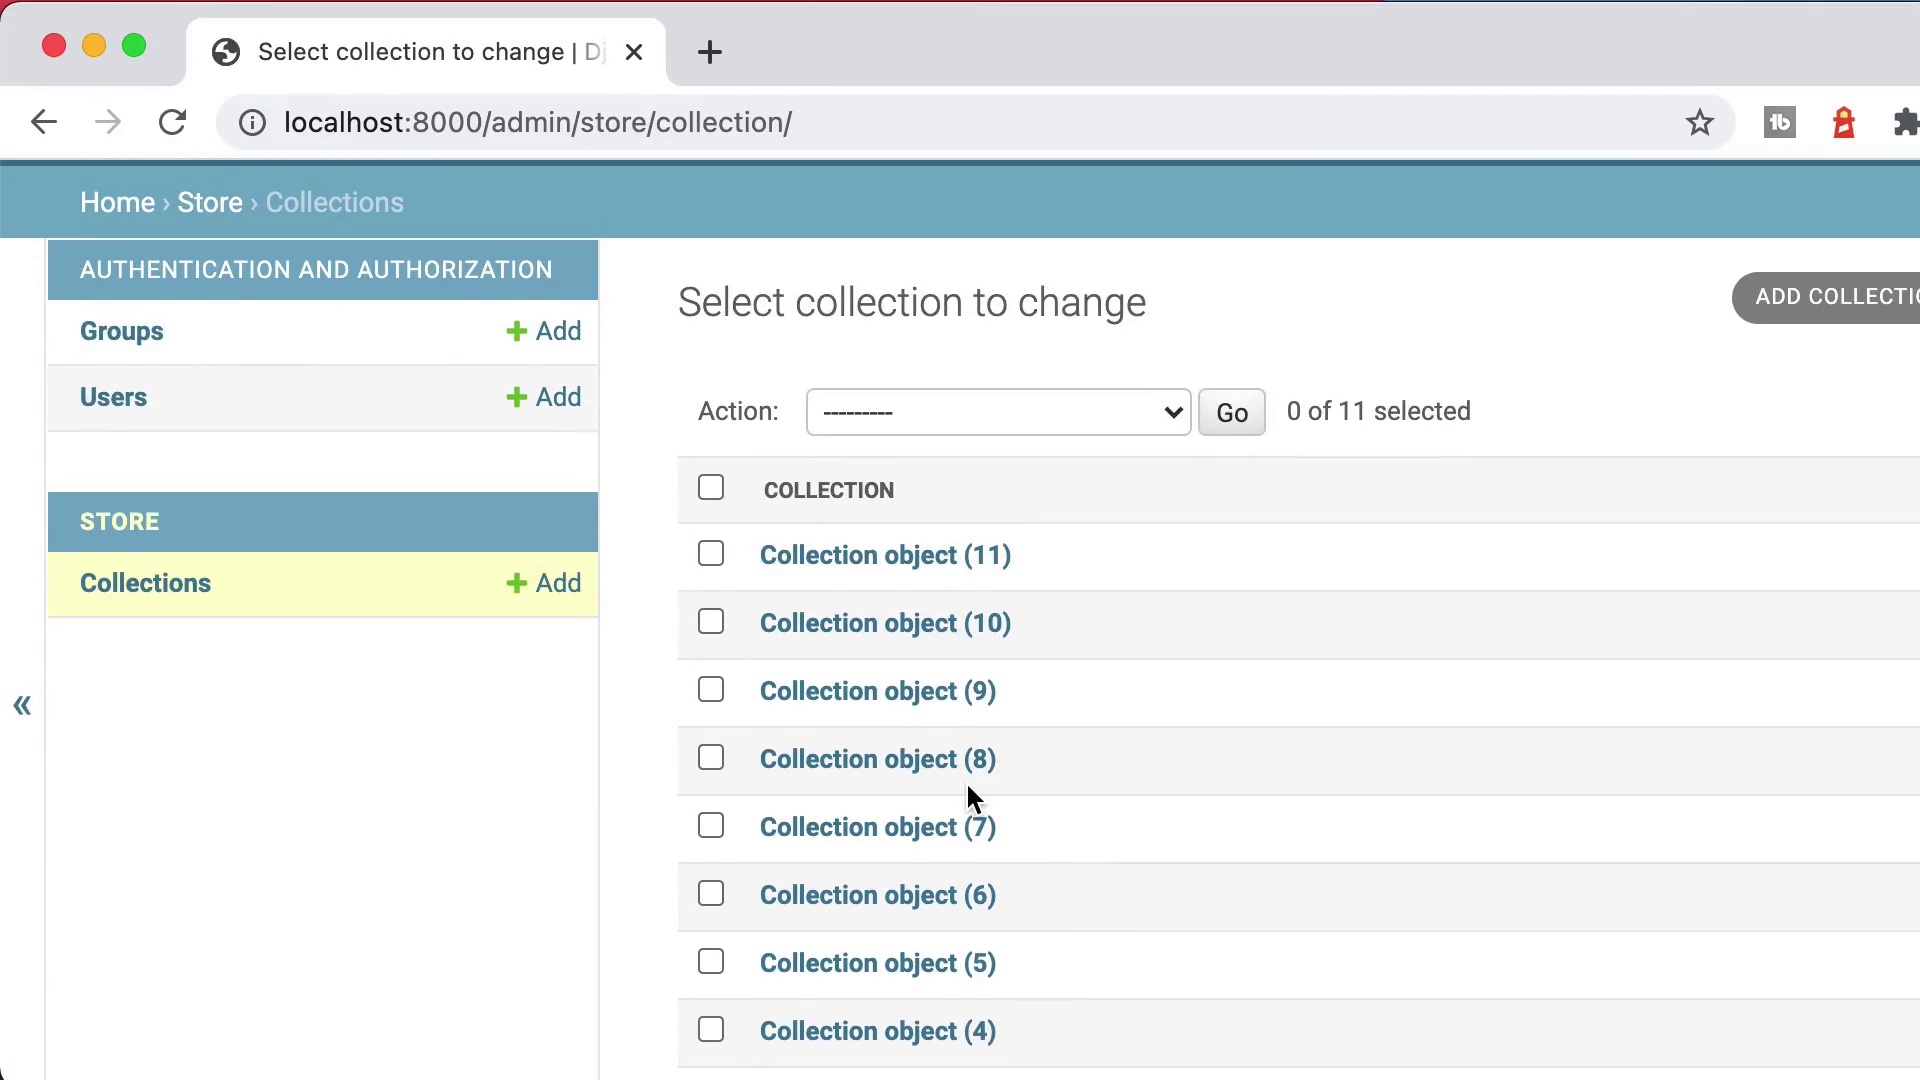 Select collection to change | Dj
localhost:8000/admin/store/collection/
Home › Store › Collections
AUTHENTICATION AND AUTHORIZATION
Groups + Add
Users + Add
STORE
Collections + Add
«
Select collection to change
ADD COLLECTIO
Action: --------- Go 0 of 11 selected
COLLECTION
Collection object (11)
Collection object (10)
Collection object (9)
Collection object (8)
Collection object (7)
Collection object (6)
Collection object (5)
Collection object (4)